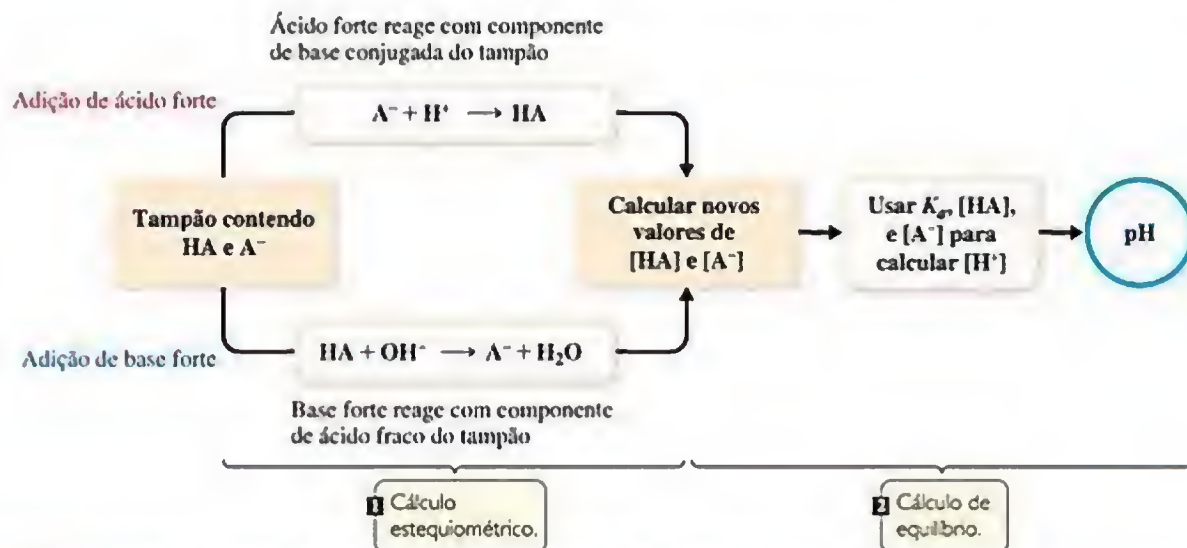 Ácido forte reage com componente
de base conjugada do tampão
Adição de ácido forte
A⁻ + H⁺ ⟶ HA
Tampão contendo
HA e A⁻
Calcular novos
valores de
[HA] e [A⁻]
Usar Kₐ, [HA],
e [A⁻] para
calcular [H⁺]
pH
Adição de base forte
HA + OH⁻ ⟶ A⁻ + H₂O
Base forte reage com componente
de ácido fraco do tampão
1 Cálculo
estequiométrico.
2 Cálculo de
equilíbrio.